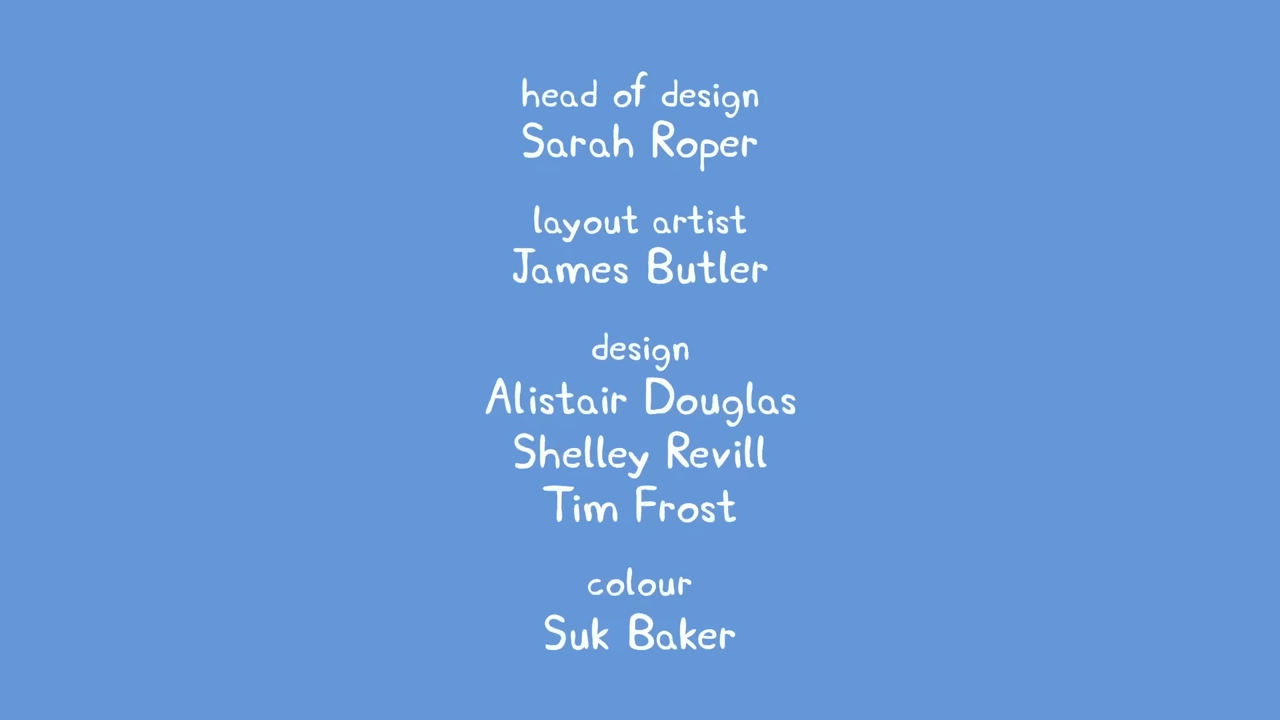 head of design
Sarah Roper
layout artist
James Butler
design
Alistair Douglas
Shelley Revill
Tim Frost
colour
Suk Baker